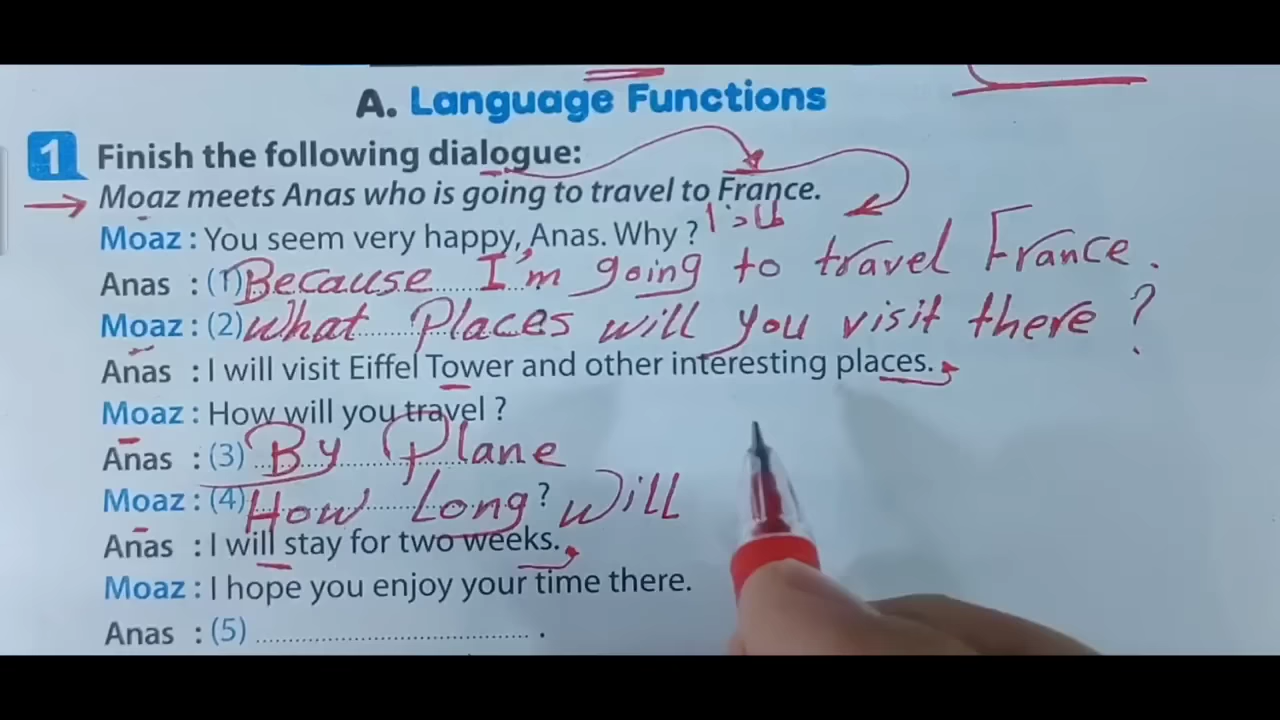 A. Language Functions
1 Finish the following dialogue:
Moaz meets Anas who is going to travel to France.
Moaz : You seem very happy, Anas. Why ? لماذا
Anas : (1) Because I'm going to travel France.
Moaz : (2) What Places will you visit there ?
Anas : I will visit Eiffel Tower and other interesting places.
Moaz : How will you travel ?
Anas : (3) By Plane
Moaz : (4) How Long ? will
Anas : I will stay for two weeks.
Moaz : I hope you enjoy your time there.
Anas : (5) ........................................ .